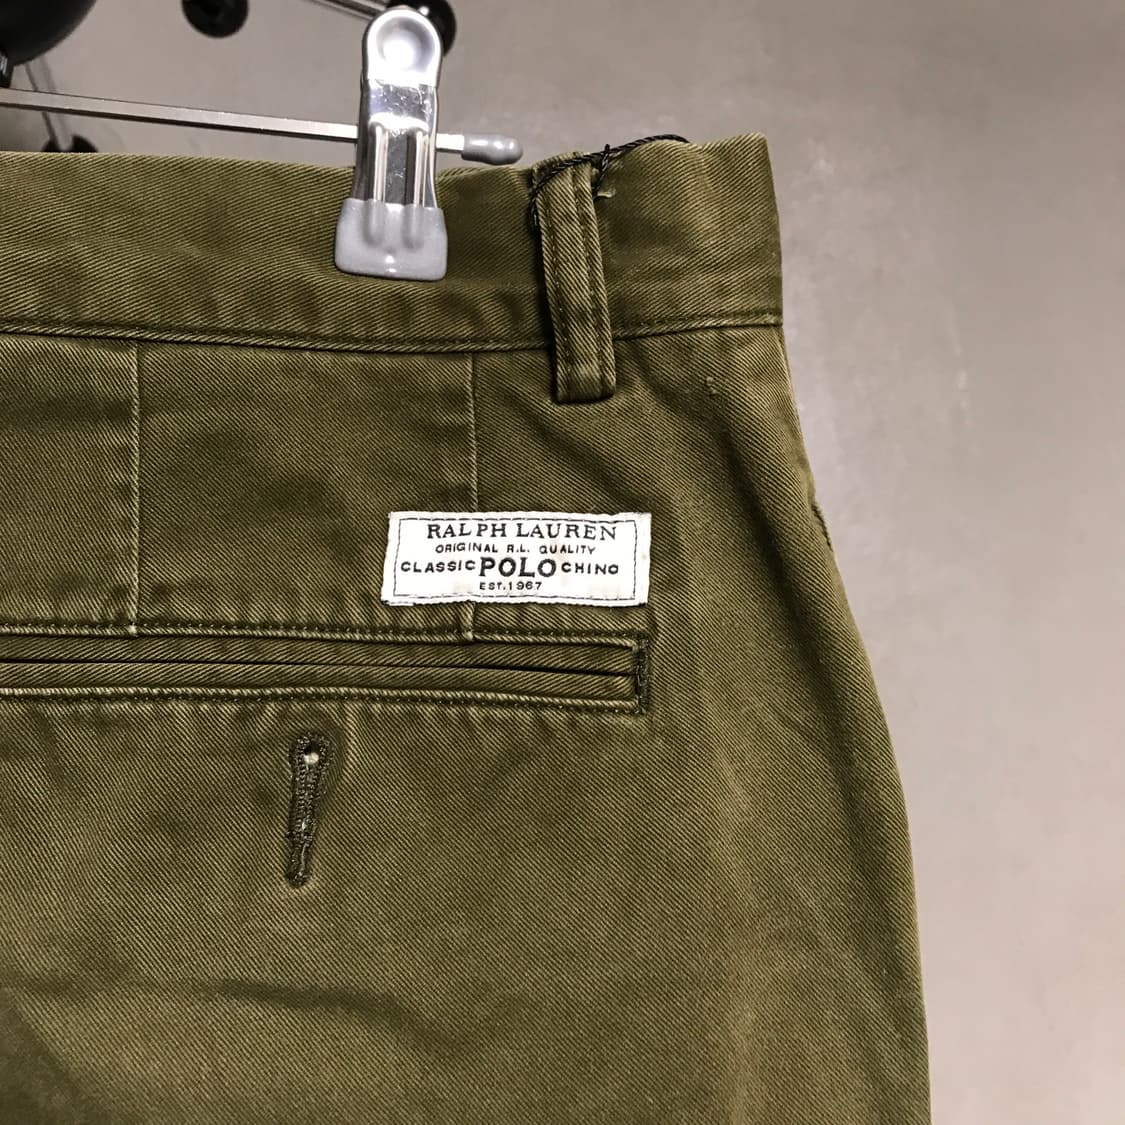 RALPH LAUREN
ORIGINAL R.L. QUALITY
CLASSIC POLO CHINO
EST. 1967